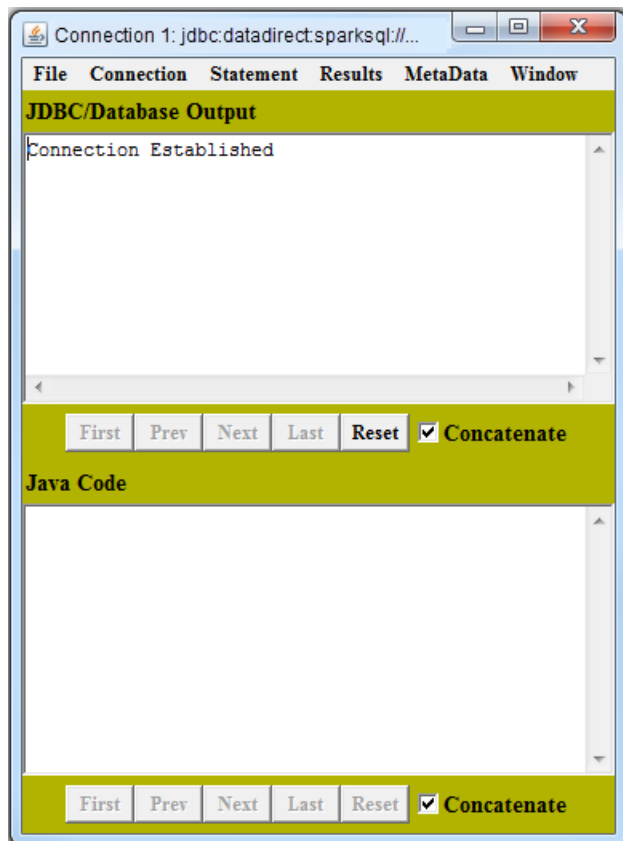 Connection 1: jdbc:datadirect:sparksql://...
File Connection Statement Results MetaData Window
JDBC/Database Output
Connection Established
First Prev Next Last Reset Concatenate
Java Code
First Prev Next Last Reset Concatenate